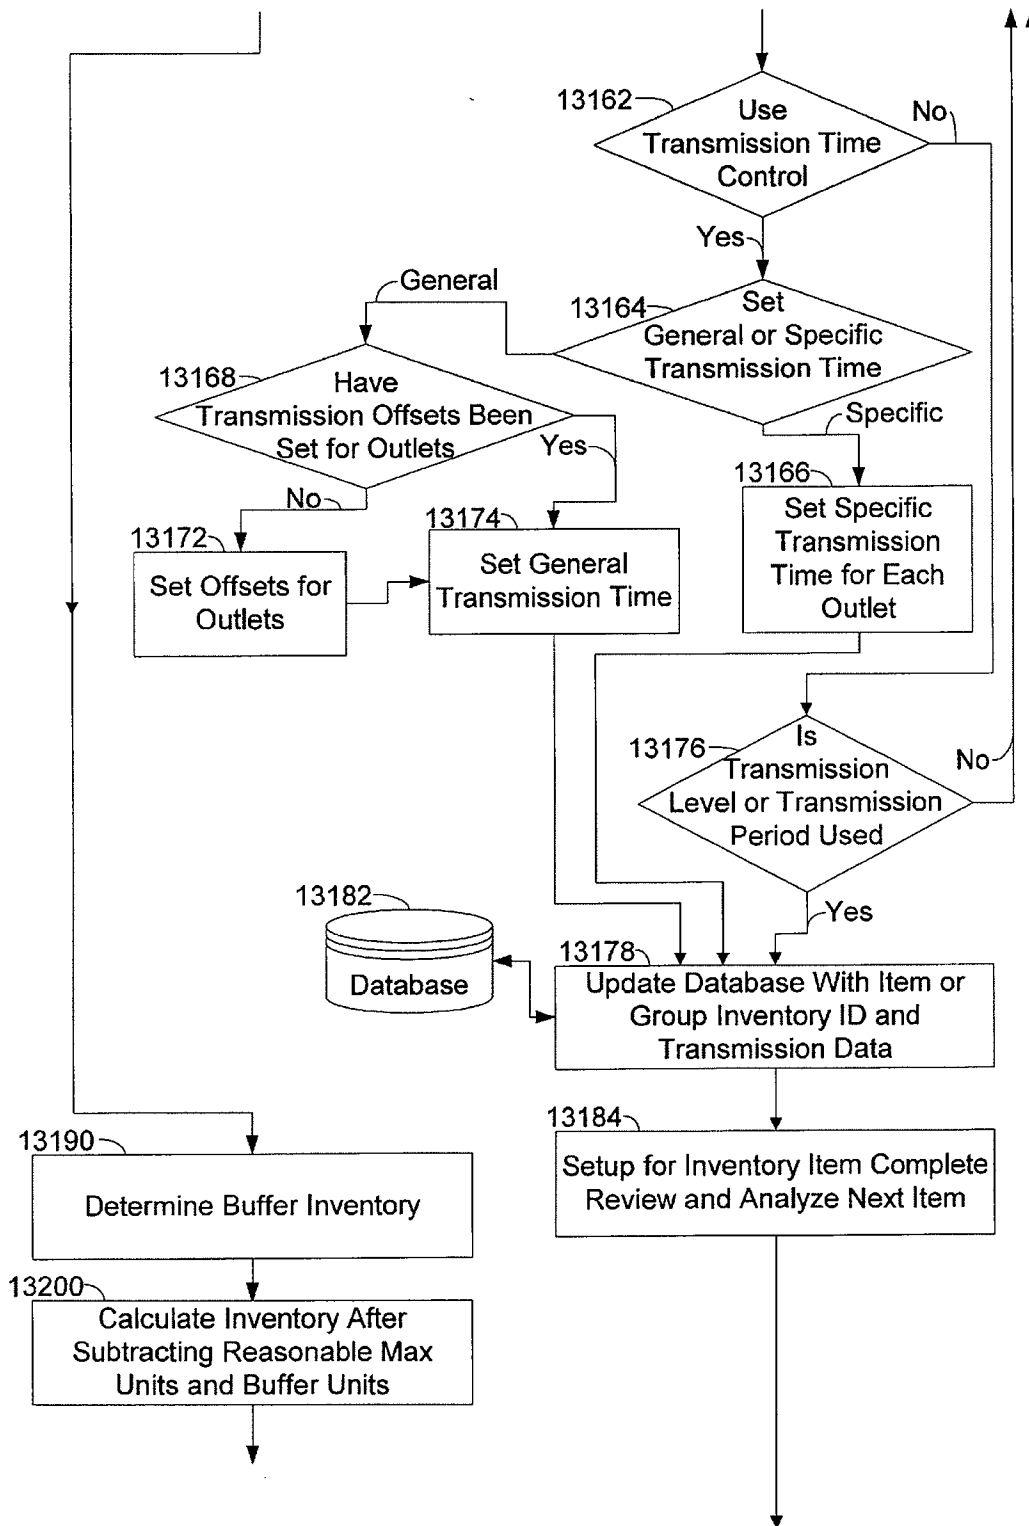 13162
Use
Transmission Time
Control
No
Yes
General
13164
Set
General or Specific
Transmission Time
13168
Have
Transmission Offsets Been
Set for Outlets
Yes
Specific
No
13166
Set Specific
Transmission
Time for Each
Outlet
13172
Set Offsets for
Outlets
13174
Set General
Transmission Time
13176
Is
Transmission
Level or Transmission
Period Used
No
Yes
13182
Database
13178
Update Database With Item or
Group Inventory ID and
Transmission Data
13184
Setup for Inventory Item Complete
Review and Analyze Next Item
13190
Determine Buffer Inventory
13200
Calculate Inventory After
Subtracting Reasonable Max
Units and Buffer Units